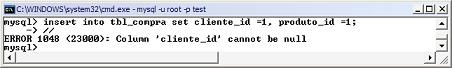 C:\WINDOWS\system32\cmd.exe - mysql -u root -p test
mysql> insert into tbl_compra set cliente_id =1, produto_id =1;
    -> //
ERROR 1048 (23000): Column 'cliente_id' cannot be null
mysql>